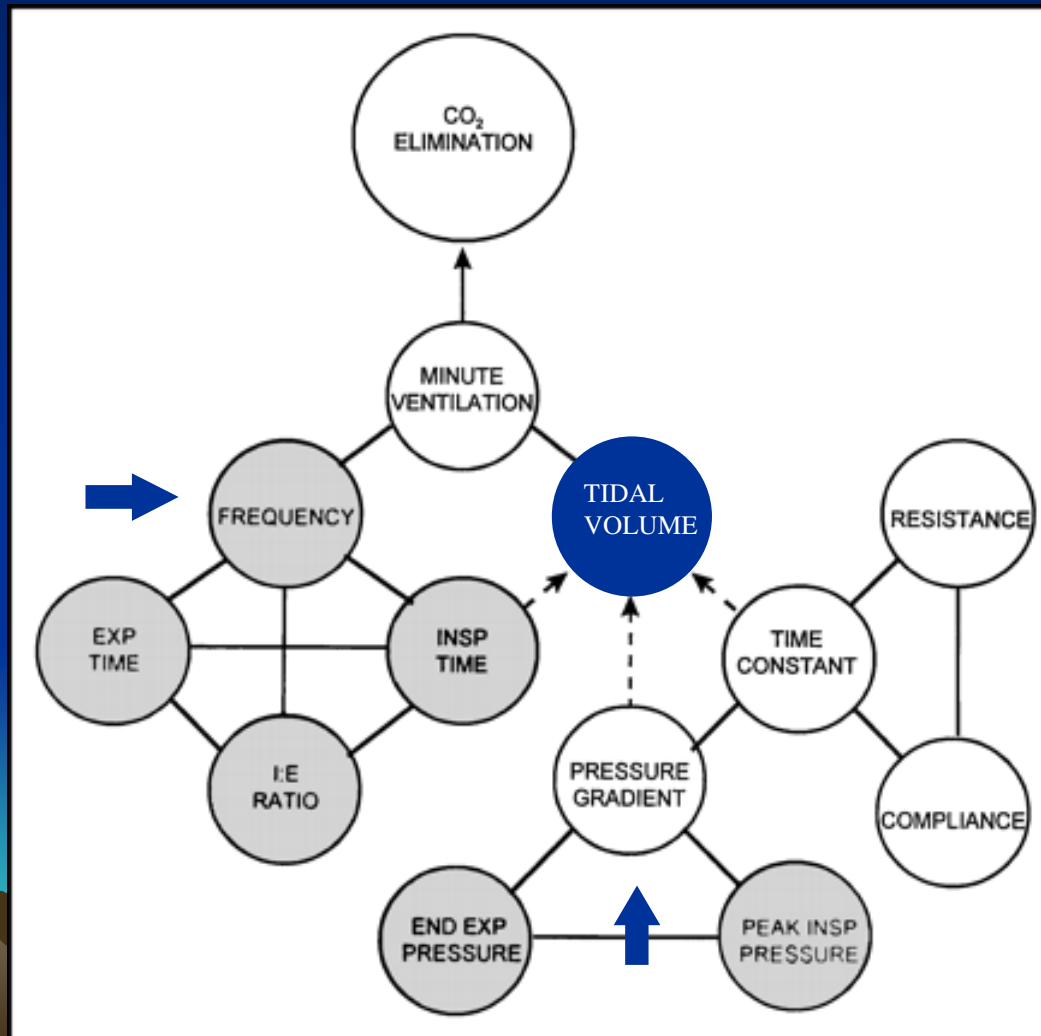 CO₂
ELIMINATION
MINUTE
VENTILATION
FREQUENCY
TIDAL
VOLUME
RESISTANCE
EXP
TIME
INSP
TIME
TIME
CONSTANT
I:E
RATIO
PRESSURE
GRADIENT
COMPLIANCE
END EXP
PRESSURE
PEAK INSP
PRESSURE